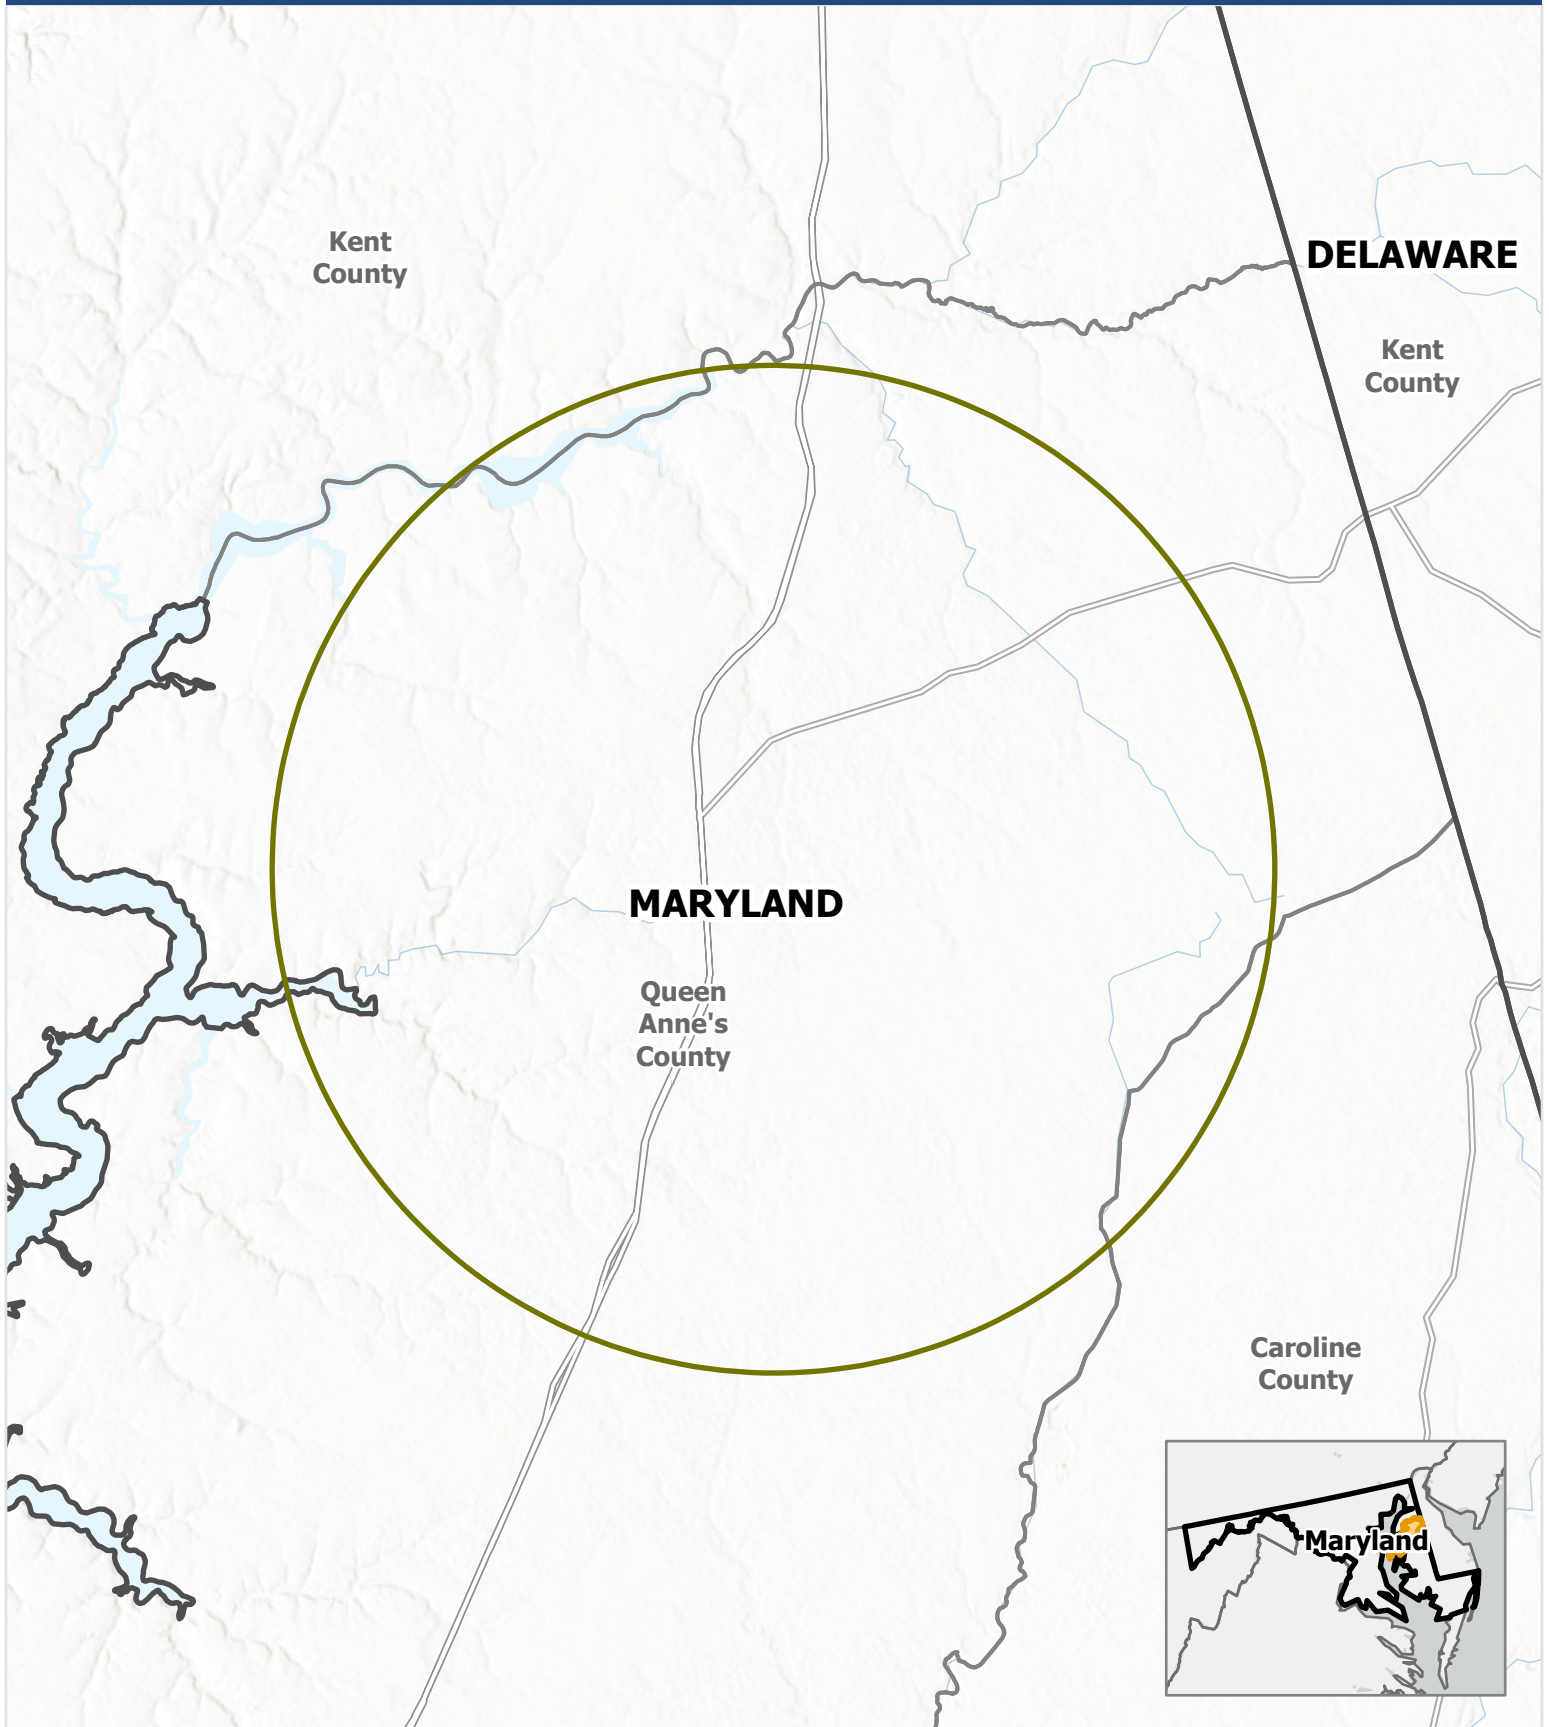 Kent
County
DELAWARE
Kent
County
MARYLAND
Queen
Anne's
County
Caroline
County
Maryland